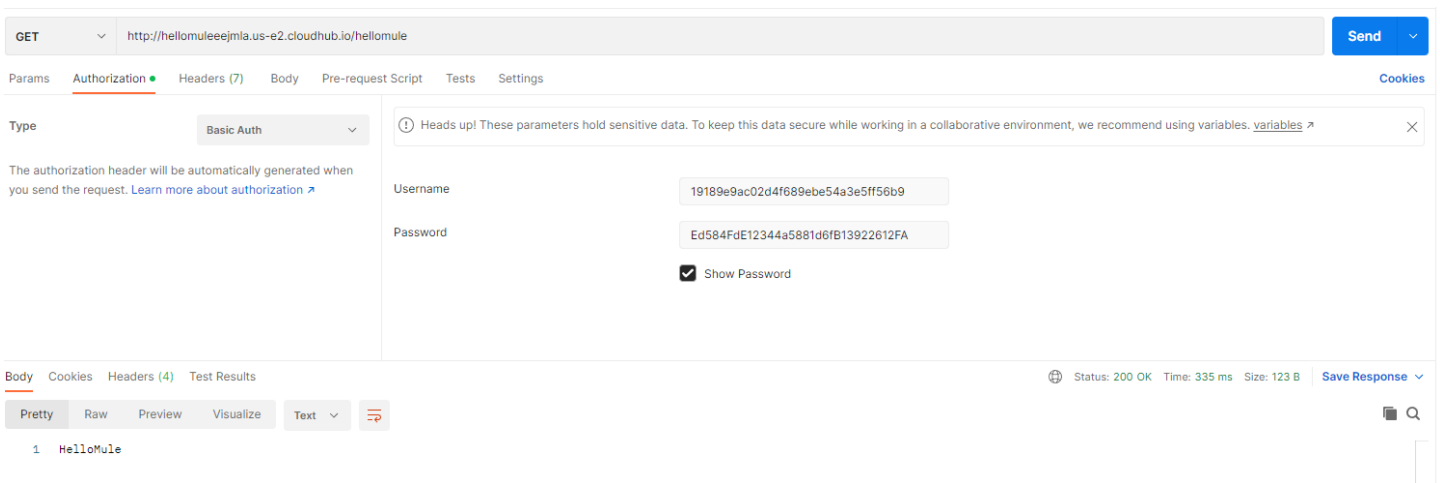 GET http://hellomuleeejmla.us-e2.cloudhub.io/hellomule Send
Params Authorization Headers (7) Body Pre-request Script Tests Settings Cookies
Type Basic Auth
The authorization header will be automatically generated when
you send the request. Learn more about authorization ↗
Heads up! These parameters hold sensitive data. To keep this data secure while working in a collaborative environment, we recommend using variables. variables ↗
Username 19189e9ac02d4f689ebe54a3e5ff56b9
Password Ed584FdE12344a5881d6fB13922612FA
Show Password
Body Cookies Headers (4) Test Results Status: 200 OK Time: 335 ms Size: 123 B Save Response
Pretty Raw Preview Visualize Text
1 HelloMule